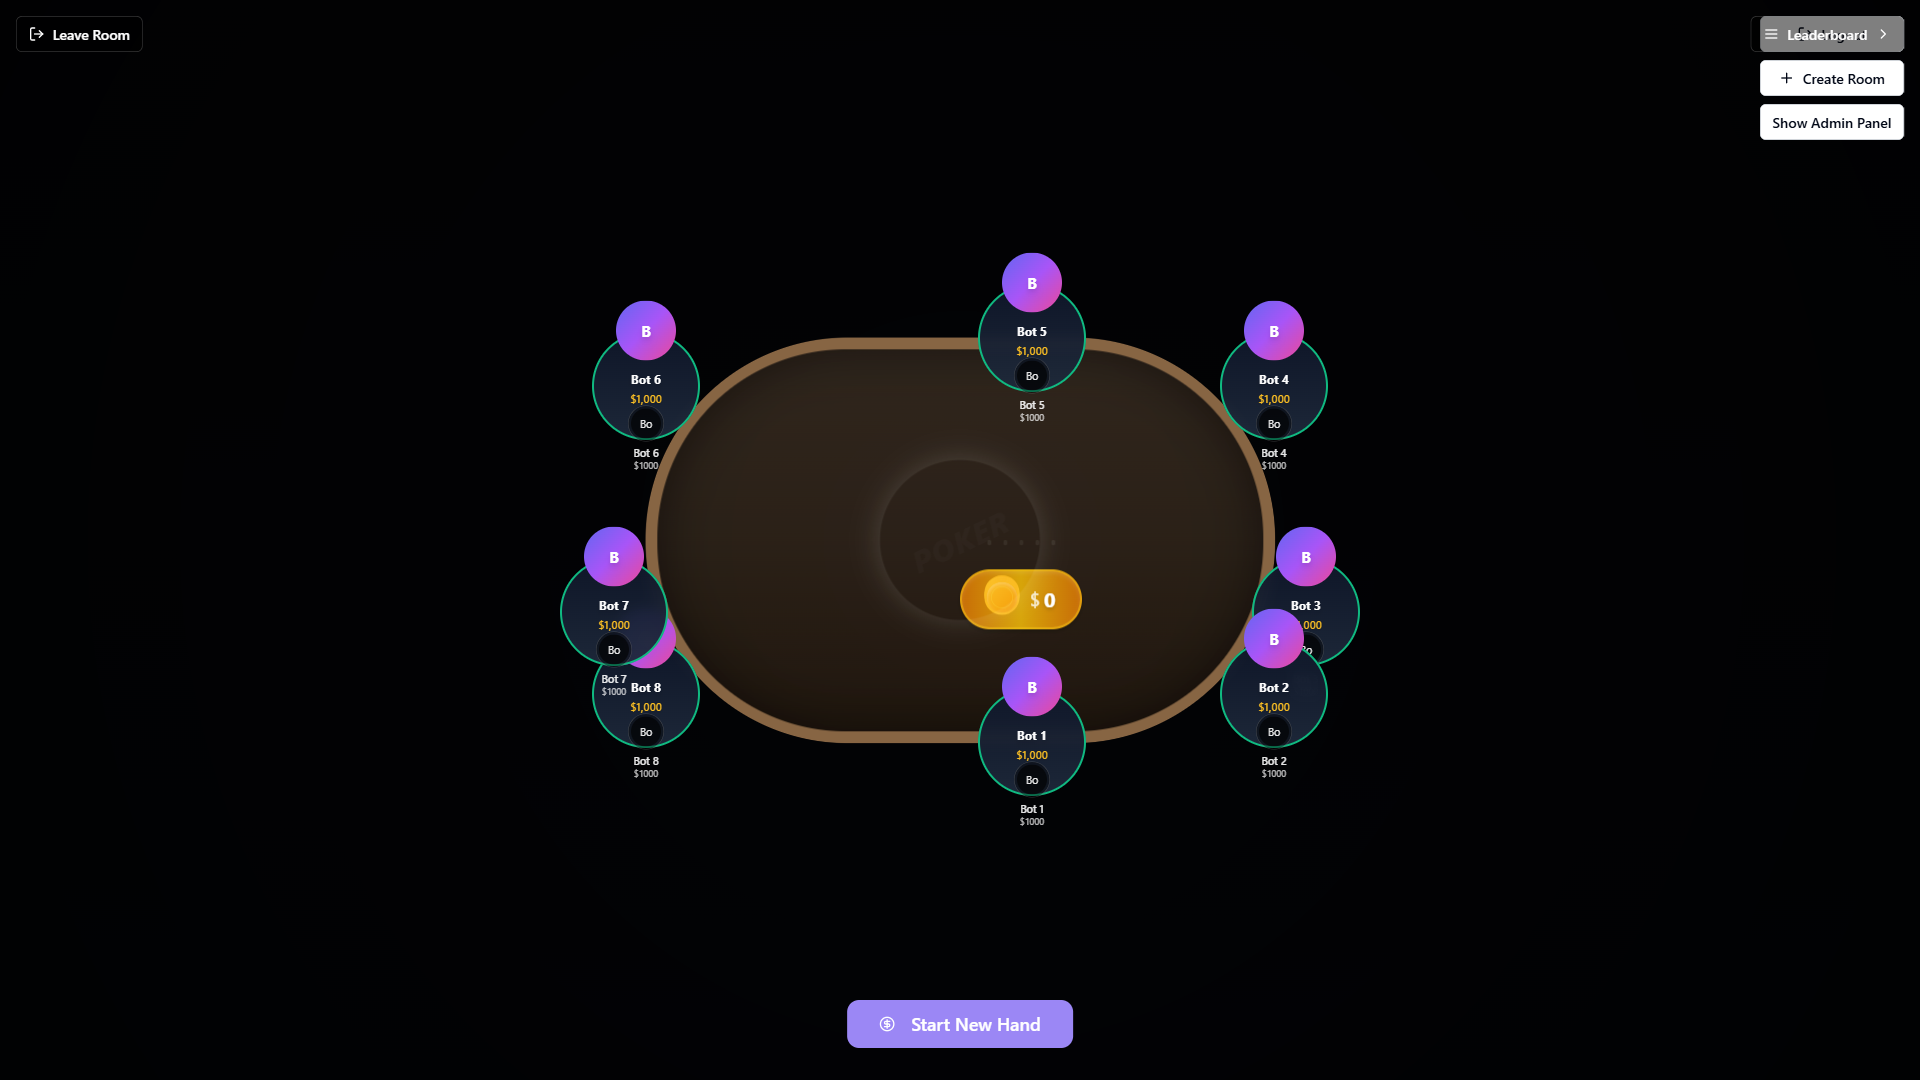 Leave Room
Leaderboard
Create Room
Show Admin Panel
B
Bot 5
$1,000
Bo
Bot 5
$1000
B
Bot 6
$1,000
Bo
Bot 6
$1000
B
Bot 4
$1,000
Bo
Bot 4
$1000
POKER
$ 0
B
Bot 7
$1,000
Bo
Bot 7
$1000
B
Bot 3
,000
Bo
Bot 8
$1,000
Bo
Bot 8
$1000
B
Bot 2
$1,000
Bo
Bot 2
$1000
B
Bot 1
$1,000
Bo
Bot 1
$1000
Start New Hand